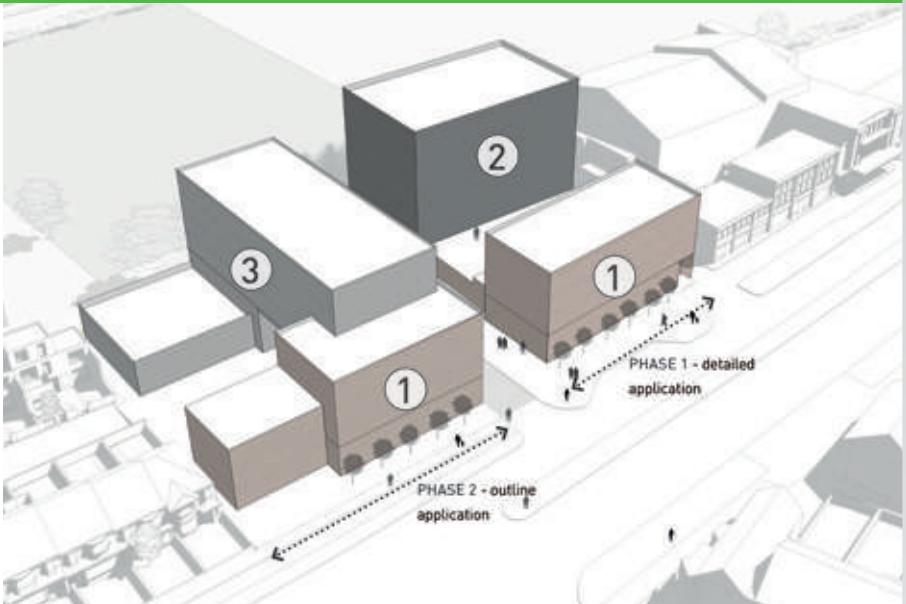 2
3
1
1
PHASE 1 - detailed
application
PHASE 2 - outline
application